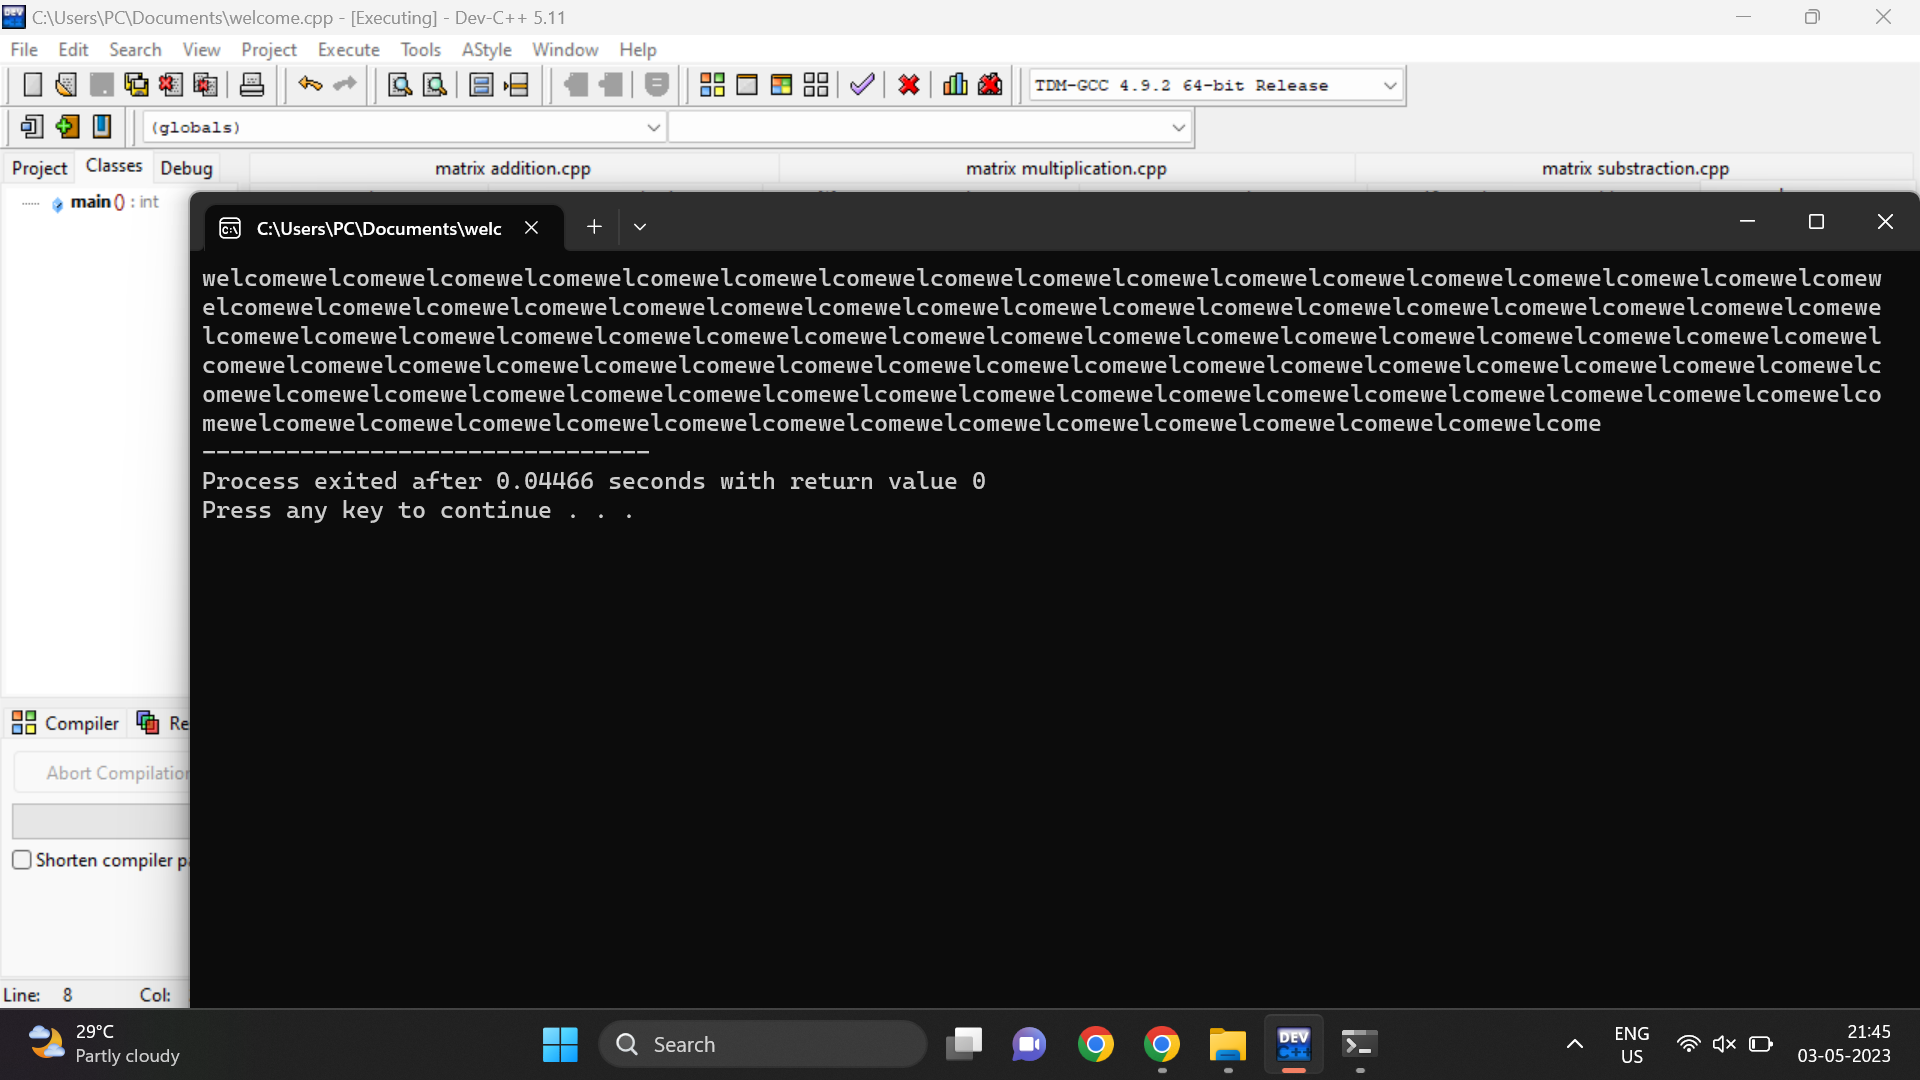 C:\Users\PC\Documents\welcome.cpp - [Executing] - Dev-C++ 5.11
File Edit Search View Project Execute Tools AStyle Window Help
TDM-GCC 4.9.2 64-bit Release
(globals)
Project Classes Debug matrix addition.cpp matrix multiplication.cpp matrix substraction.cpp
main () : int
C:\Users\PC\Documents\welc
welcomewelcomewelcomewelcomewelcomewelcomewelcomewelcomewelcomewelcomewelcomewelcomewelcomewelcomewelcomewelcomewelcomew
elcomewelcomewelcomewelcomewelcomewelcomewelcomewelcomewelcomewelcomewelcomewelcomewelcomewelcomewelcomewelcomewelcomewe
lcomewelcomewelcomewelcomewelcomewelcomewelcomewelcomewelcomewelcomewelcomewelcomewelcomewelcomewelcomewelcomewelcomewel
comewelcomewelcomewelcomewelcomewelcomewelcomewelcomewelcomewelcomewelcomewelcomewelcomewelcomewelcomewelcomewelcomewelc
omewelcomewelcomewelcomewelcomewelcomewelcomewelcomewelcomewelcomewelcomewelcomewelcomewelcomewelcomewelcomewelcomewelco
mewelcomewelcomewelcomewelcomewelcomewelcomewelcomewelcomewelcomewelcomewelcomewelcomewelcomewelcome
--------------------------------
Process exited after 0.04466 seconds with return value 0
Press any key to continue . . .
Compiler Re
Abort Compilation
Shorten compiler pa
Line: 8 Col:
29°C
Partly cloudy
Search
DEV
C++
ENG
US
21:45
03-05-2023